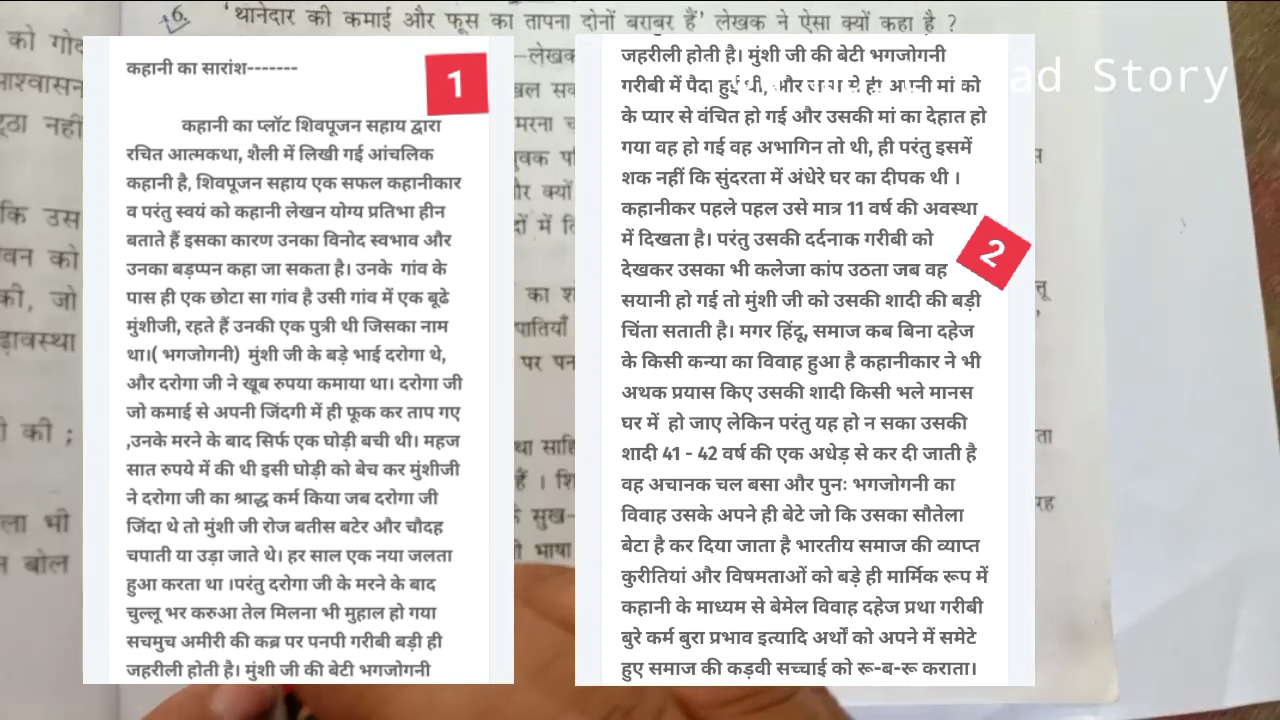 6. 'थानेदार की कमाई और फूस का तापना दोनों बराबर हैं' लेखक ने ऐसा क्यों कहा है ?
कहानी का सारांश-------
1
कहानी का प्लॉट शिवपूजन सहाय द्वारा
रचित आत्मकथा, शैली में लिखी गई आंचलिक
कहानी है, शिवपूजन सहाय एक सफल कहानीकार
व परंतु स्वयं को कहानी लेखन योग्य प्रतिभा हीन
बताते हैं इसका कारण उनका विनोद स्वभाव और
उनका बड़प्पन कहा जा सकता है। उनके गांव के
पास ही एक छोटा सा गांव है उसी गांव में एक बूढे
मुंशीजी, रहते हैं उनकी एक पुत्री थी जिसका नाम
था।( भगजोगनी) मुंशी जी के बड़े भाई दरोगा थे,
और दरोगा जी ने खूब रुपया कमाया था। दरोगा जी
जो कमाई से अपनी जिंदगी में ही फूक कर ताप गए
,उनके मरने के बाद सिर्फ एक घोड़ी बची थी। महज
सात रुपये में की थी इसी घोड़ी को बेच कर मुंशीजी
ने दरोगा जी का श्राद्ध कर्म किया जब दरोगा जी
जिंदा थे तो मुंशी जी रोज बतीस बटेर और चौदह
चपाती या उड़ा जाते थे। हर साल एक नया जलता
हुआ करता था ।परंतु दरोगा जी के मरने के बाद
चुल्लू भर करुआ तेल मिलना भी मुहाल हो गया
सचमुच अमीरी की कब्र पर पनपी गरीबी बड़ी ही
जहरीली होती है। मुंशी जी की बेटी भगजोगनी
जहरीली होती है। मुंशी जी की बेटी भगजोगनी
गरीबी में पैदा हुई थी, और जन्म से ही अपनी मां को
के प्यार से वंचित हो गई और उसकी मां का देहात हो
गया वह हो गई वह अभागिन तो थी, ही परंतु इसमें
शक नहीं कि सुंदरता में अंधेरे घर का दीपक थी ।
कहानीकर पहले पहल उसे मात्र 11 वर्ष की अवस्था
में दिखता है। परंतु उसकी दर्दनाक गरीबी को
2
देखकर उसका भी कलेजा कांप उठता जब वह
सयानी हो गई तो मुंशी जी को उसकी शादी की बड़ी
चिंता सताती है। मगर हिंदू, समाज कब बिना दहेज
के किसी कन्या का विवाह हुआ है कहानीकार ने भी
अथक प्रयास किए उसकी शादी किसी भले मानस
घर में हो जाए लेकिन परंतु यह हो न सका उसकी
शादी 41 - 42 वर्ष की एक अधेड़ से कर दी जाती है
वह अचानक चल बसा और पुनः भगजोगनी का
विवाह उसके अपने ही बेटे जो कि उसका सौतेला
बेटा है कर दिया जाता है भारतीय समाज की व्याप्त
कुरीतियां और विषमताओं को बड़े ही मार्मिक रूप में
कहानी के माध्यम से बेमेल विवाह दहेज प्रथा गरीबी
बुरे कर्म बुरा प्रभाव इत्यादि अर्थों को अपने में समेटे
हुए समाज की कड़वी सच्चाई को रू-ब-रू कराता।
ad Story